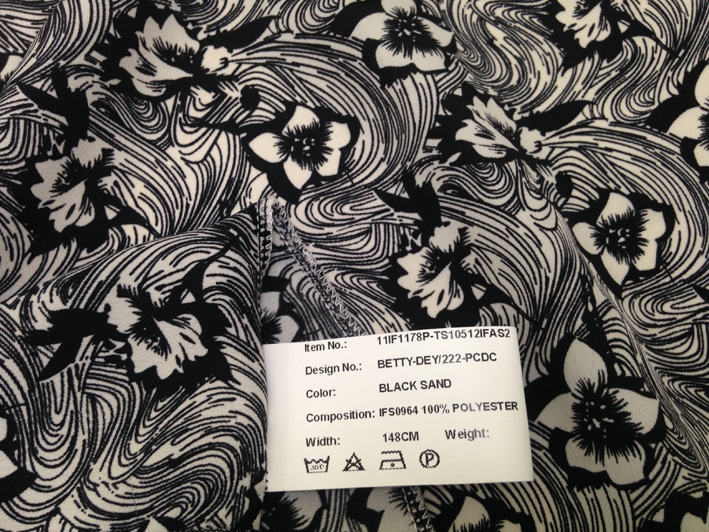 Item No.: 11IF1178P-TS10512IFAS2
Design No.: BETTY-DEY/222-PCDC
Color: BLACK SAND
Composition: IFS0964 100% POLYESTER
Width: 148CM Weight:
30C P